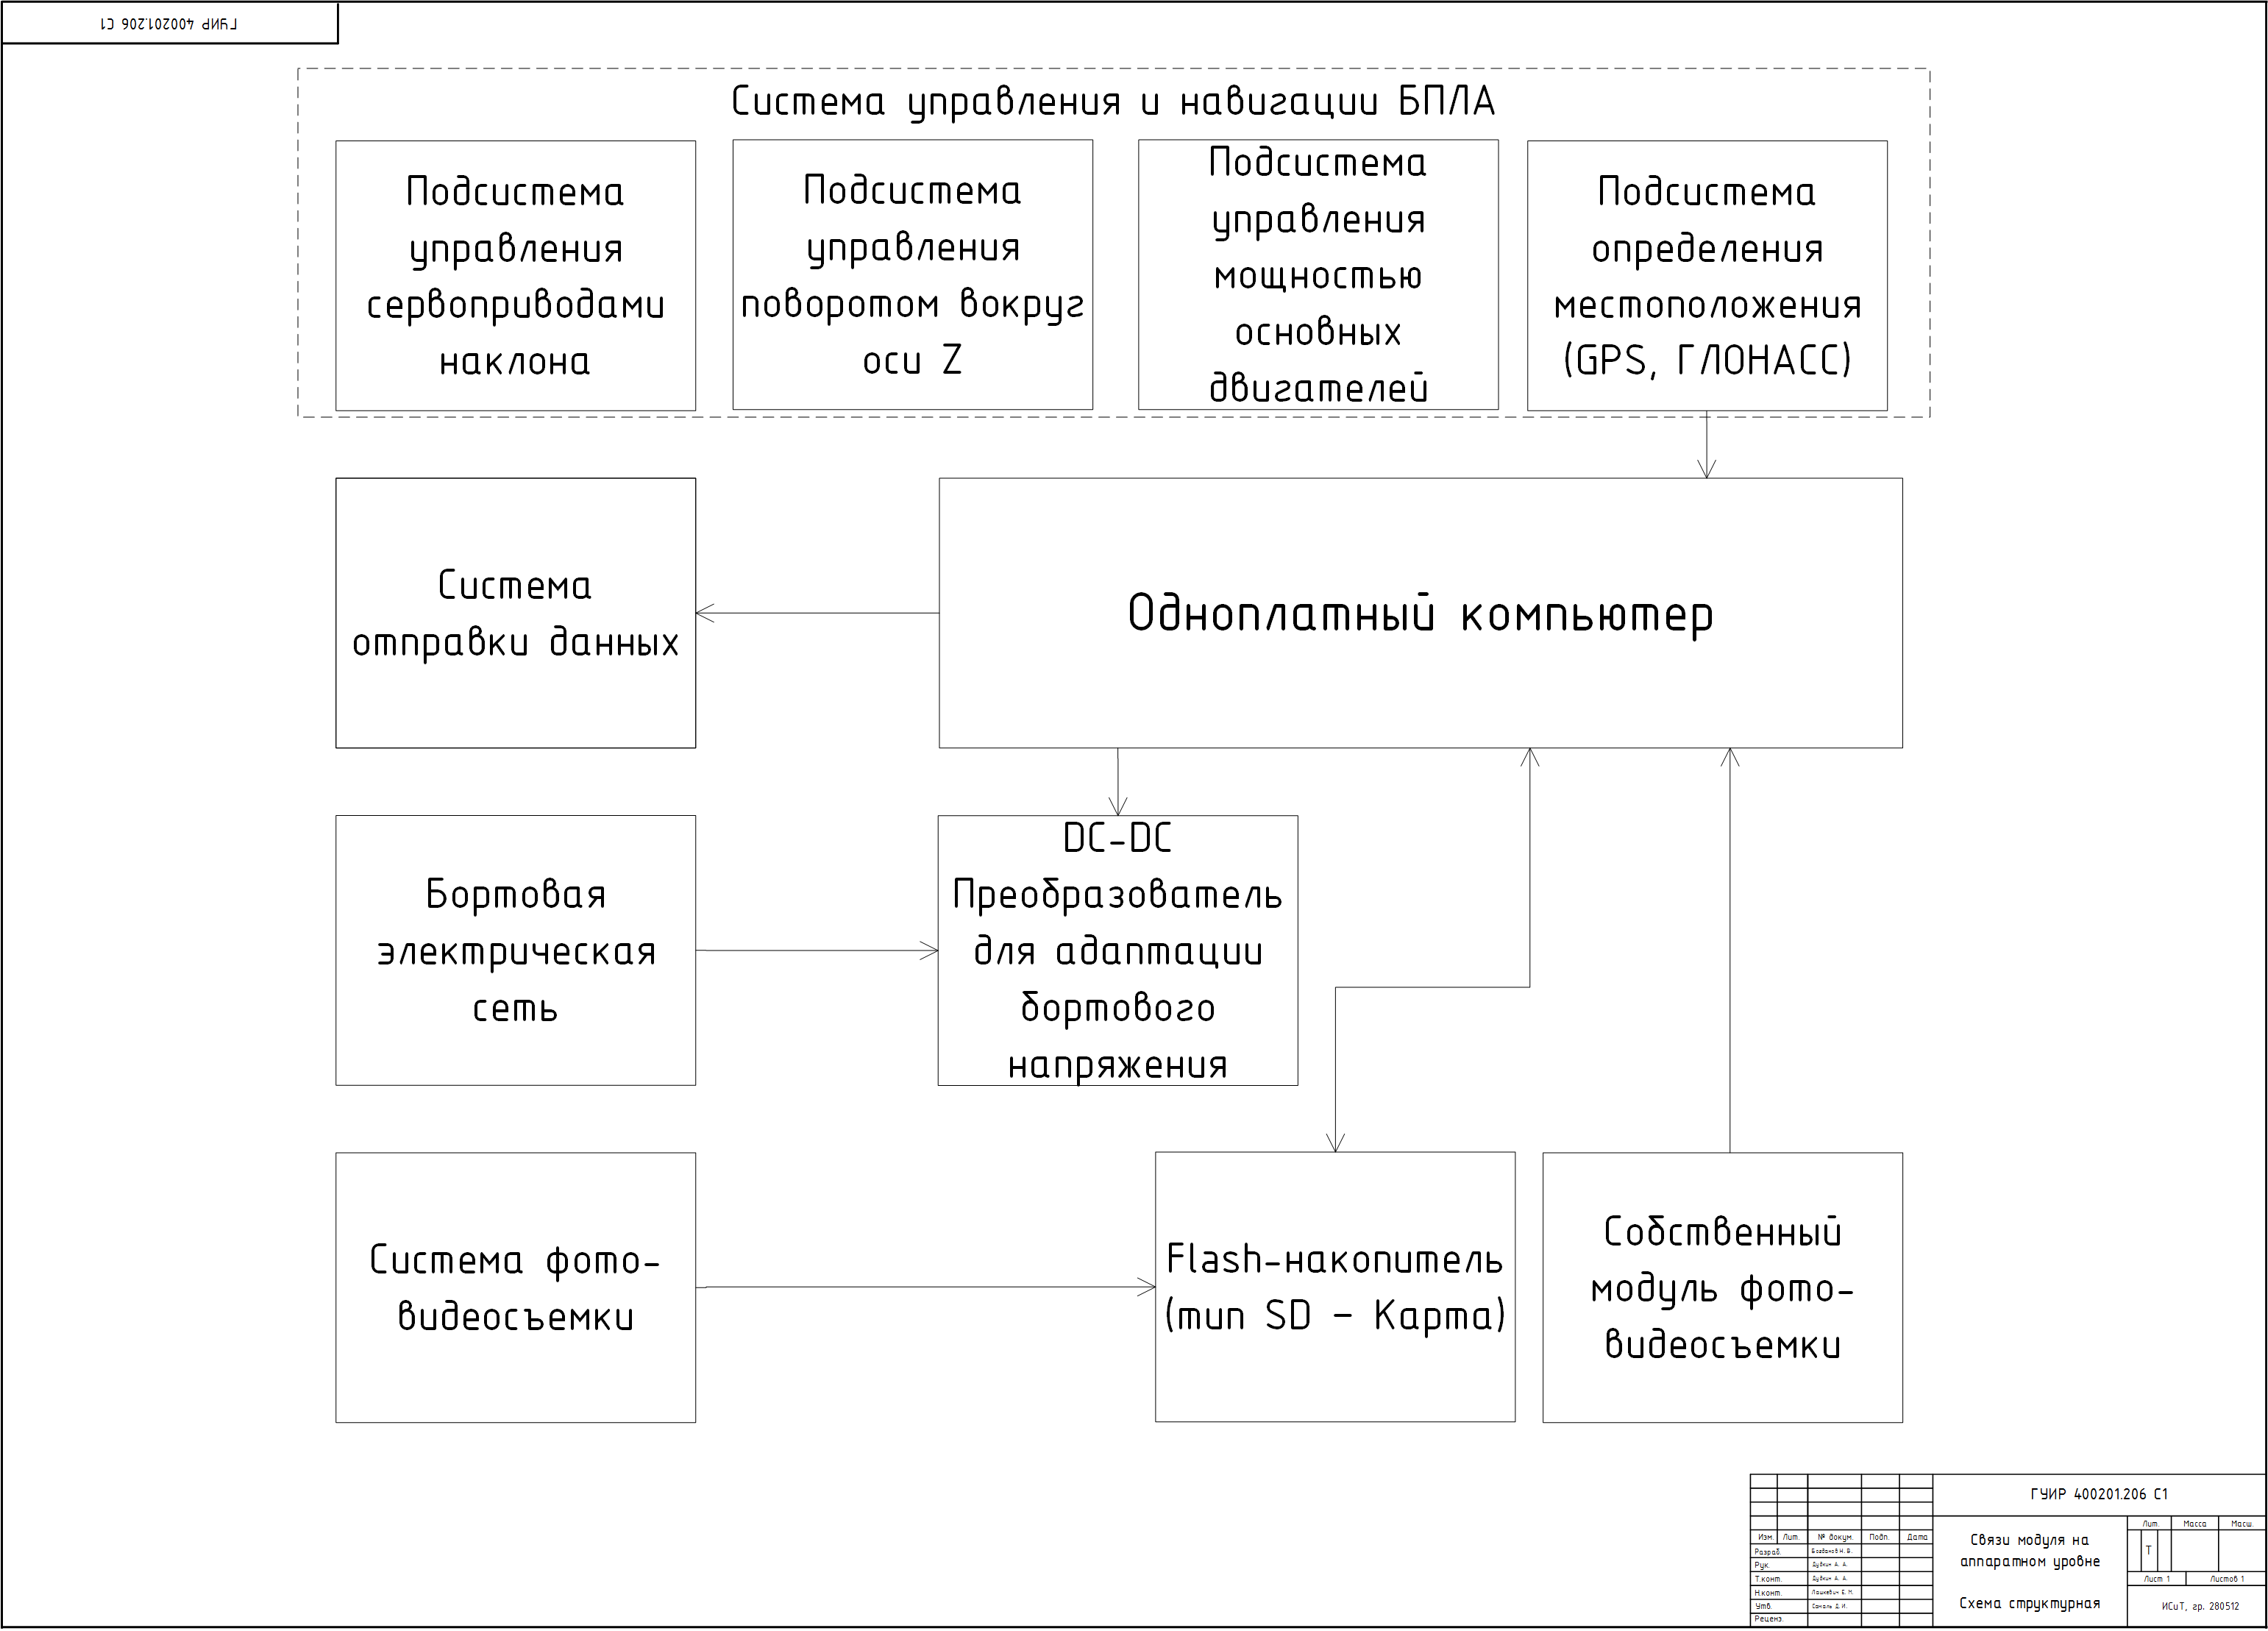 ГУИР 400201.206 С1
Система управления и навигации БПЛА
Подсистема
управления
сервоприводами
наклона
Подсистема
управления
поворотом вокруг
оси Z
Подсистема
управления
мощностью
основных
двигателей
Подсистема
определения
местоположения
(GPS, ГЛОНАСС)
Система
отправки данных
Одноплатный компьютер
Бортовая
электрическая
сеть
DC-DC
Преобразователь
для адаптации
бортового
напряжения
Система фото-
видеосъемки
Flash-накопитель
(тип SD - Карта)
Собственный
модуль фото-
видеосъемки
ГУИР 400201.206 С1
Изм. Лит. № докум. Подп. Дата
Разраб. Богданов Н. В.
Рук. Дубкин А. А.
Т.конт. Дубкин А. А.
Н.конт. Лашкевич Е. М.
Утв.
Реценз.
Связи модуля на
аппаратном уровне
Схема структурная
Лит. Масса Масш.
Т
Лист 1 Листов 1
ИСиТ, гр. 280512